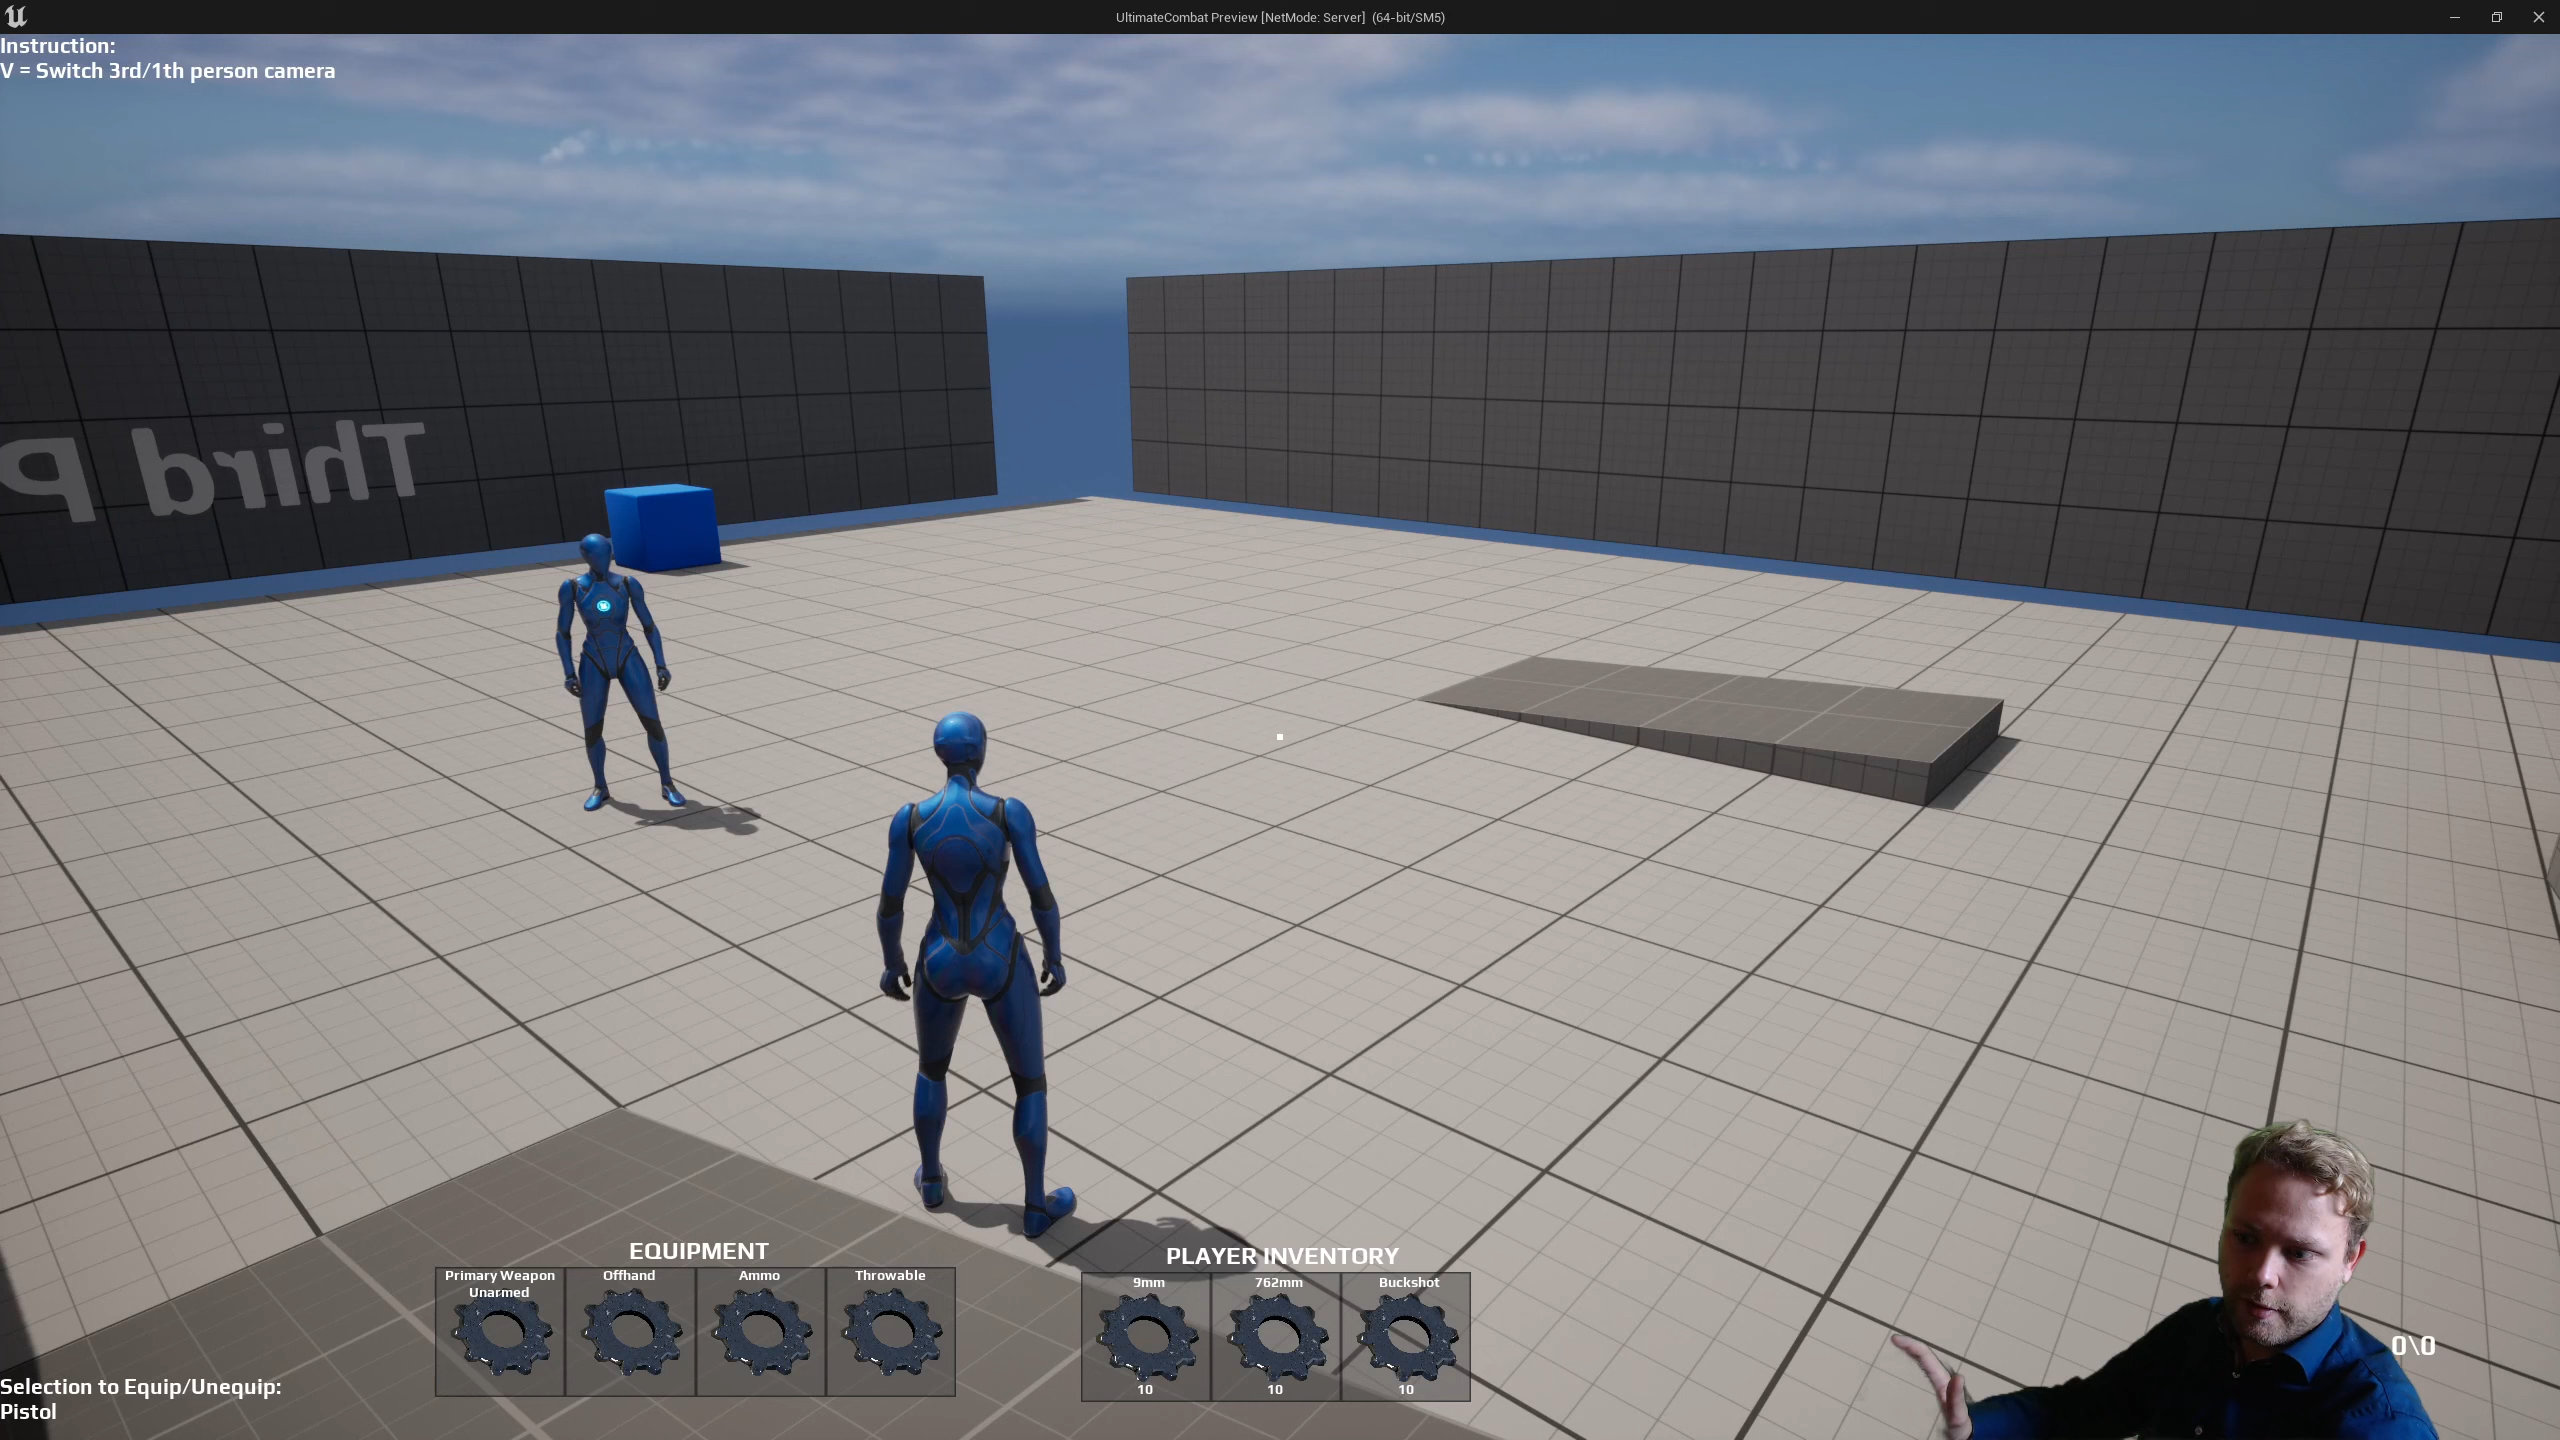 UltimateCombat Preview [NetMode: Server] (64-bit/SM5)
Instruction:
V = Switch 3rd/1th person camera
Third P
EQUIPMENT
Primary Weapon
Unarmed
Offhand
Ammo
Throwable
PLAYER INVENTORY
9mm
762mm
Buckshot
10
10
10
0\0
Selection to Equip/Unequip:
Pistol